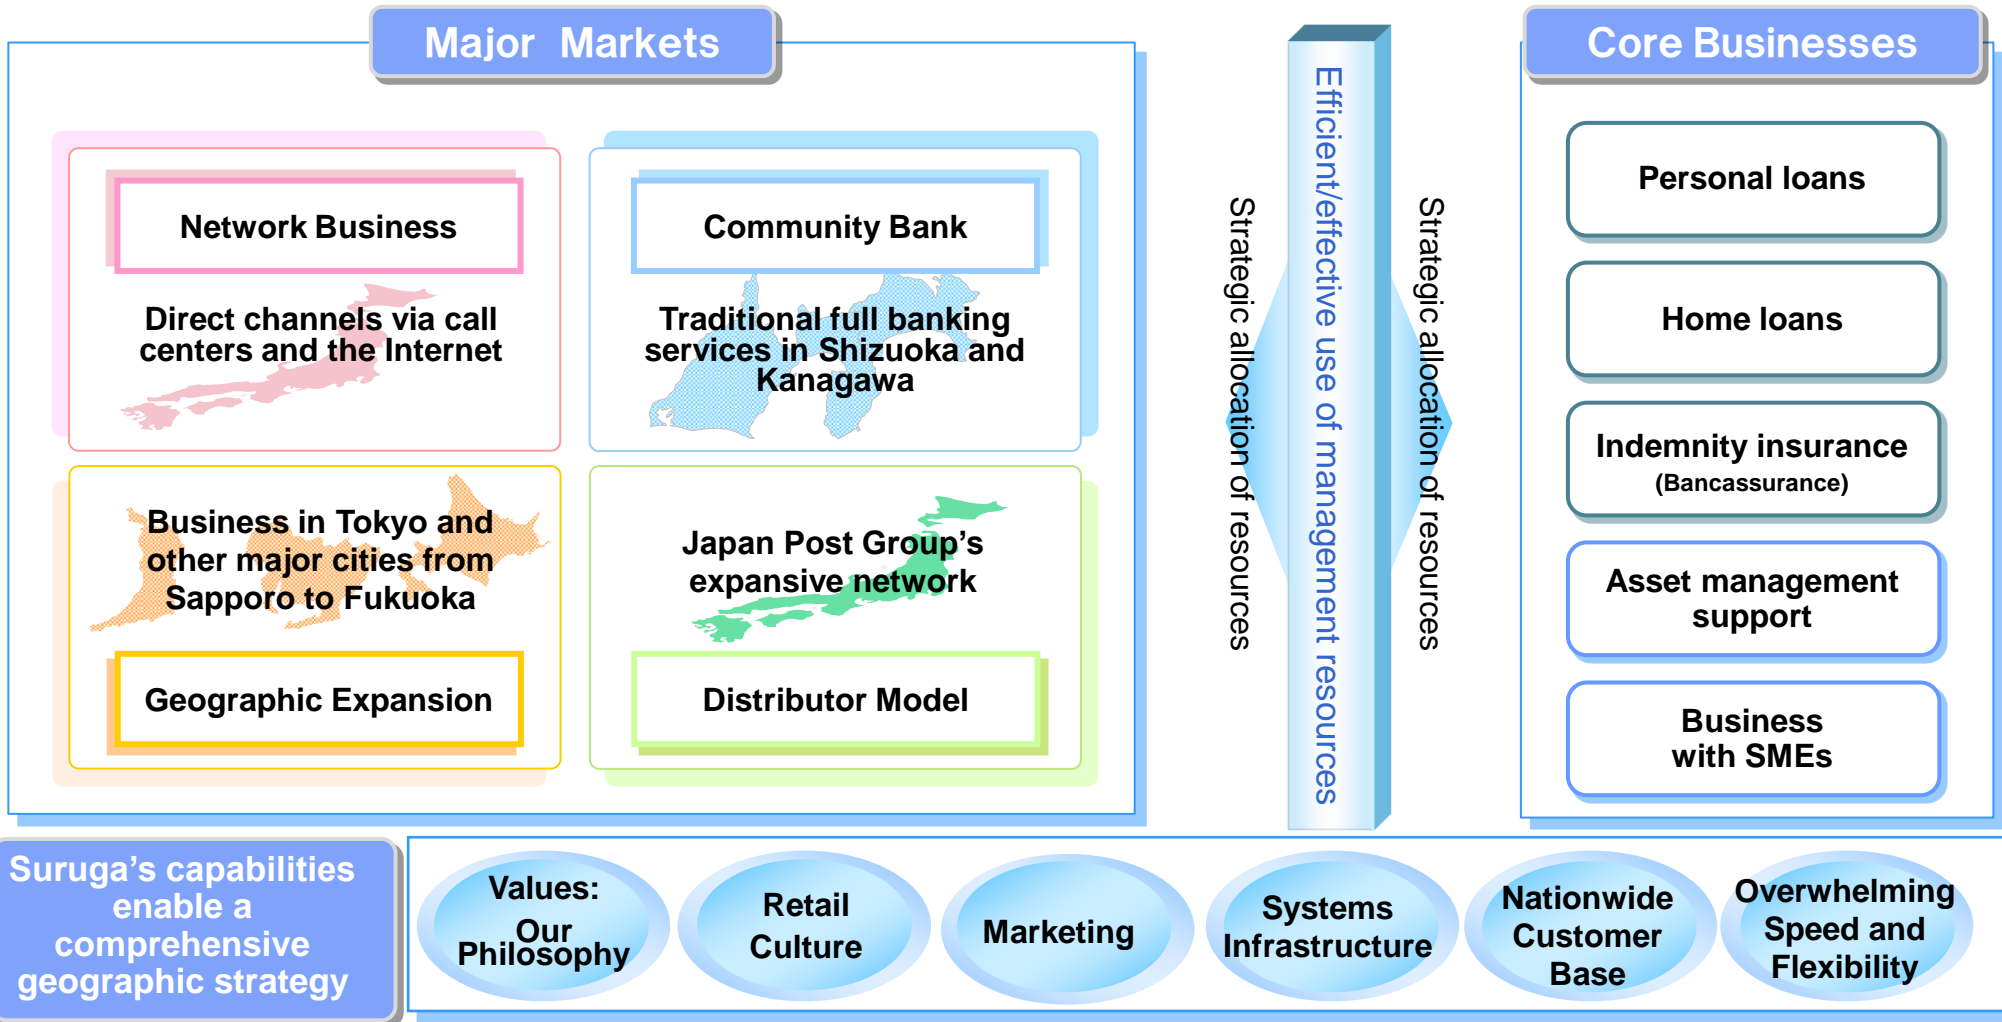 Major Markets
Network Business
Direct channels via call
centers and the Internet
Community Bank
Traditional full banking
services in Shizuoka and
Kanagawa
Business in Tokyo and
other major cities from
Sapporo to Fukuoka
Geographic Expansion
Japan Post Group's
expansive network
Distributor Model
Strategic allocation of resources
Efficient/effective use of management resources
Strategic allocation of resources
Core Businesses
Personal loans
Home loans
Indemnity insurance
(Bancassurance)
Asset management
support
Business
with SMEs
Suruga's capabilities
enable a
comprehensive
geographic strategy
Values:
Our
Philosophy
Retail
Culture
Marketing
Systems
Infrastructure
Nationwide
Customer
Base
Overwhelming
Speed and
Flexibility